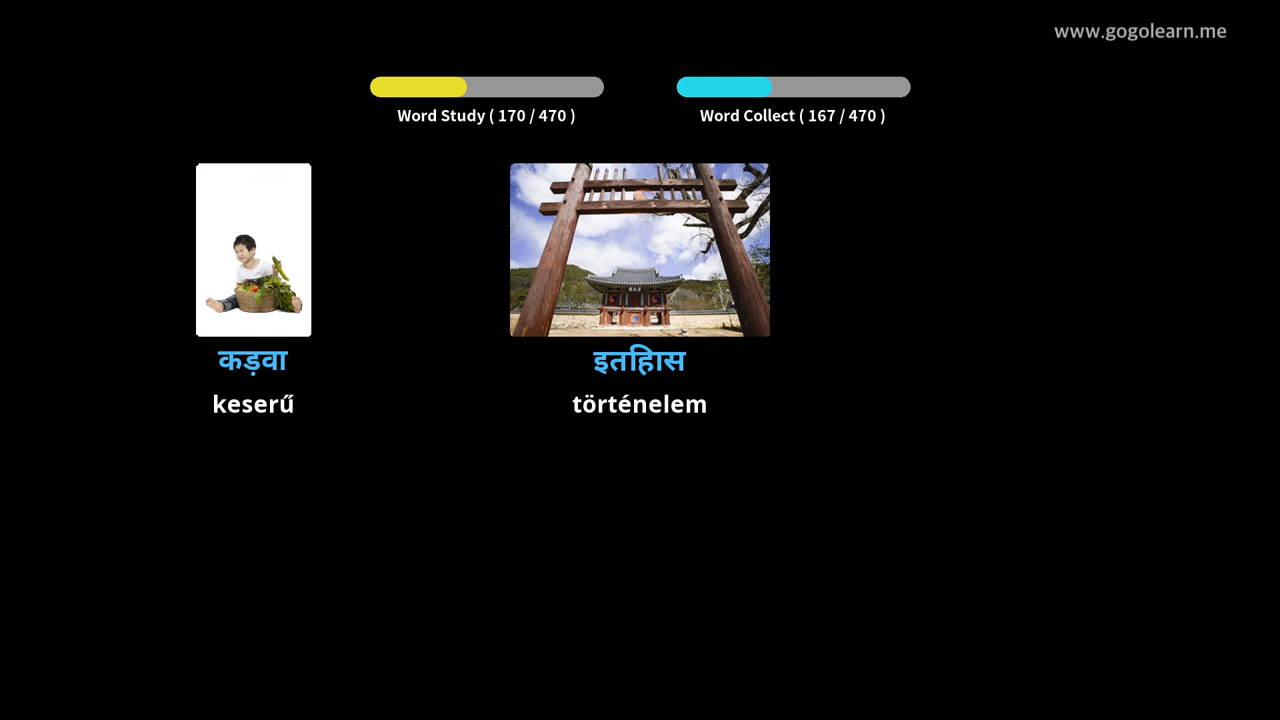 www.gogolearn.me
Word Study ( 170 / 470 )
Word Collect ( 167 / 470 )
कड़वा
इतिहास
keserű
történelem